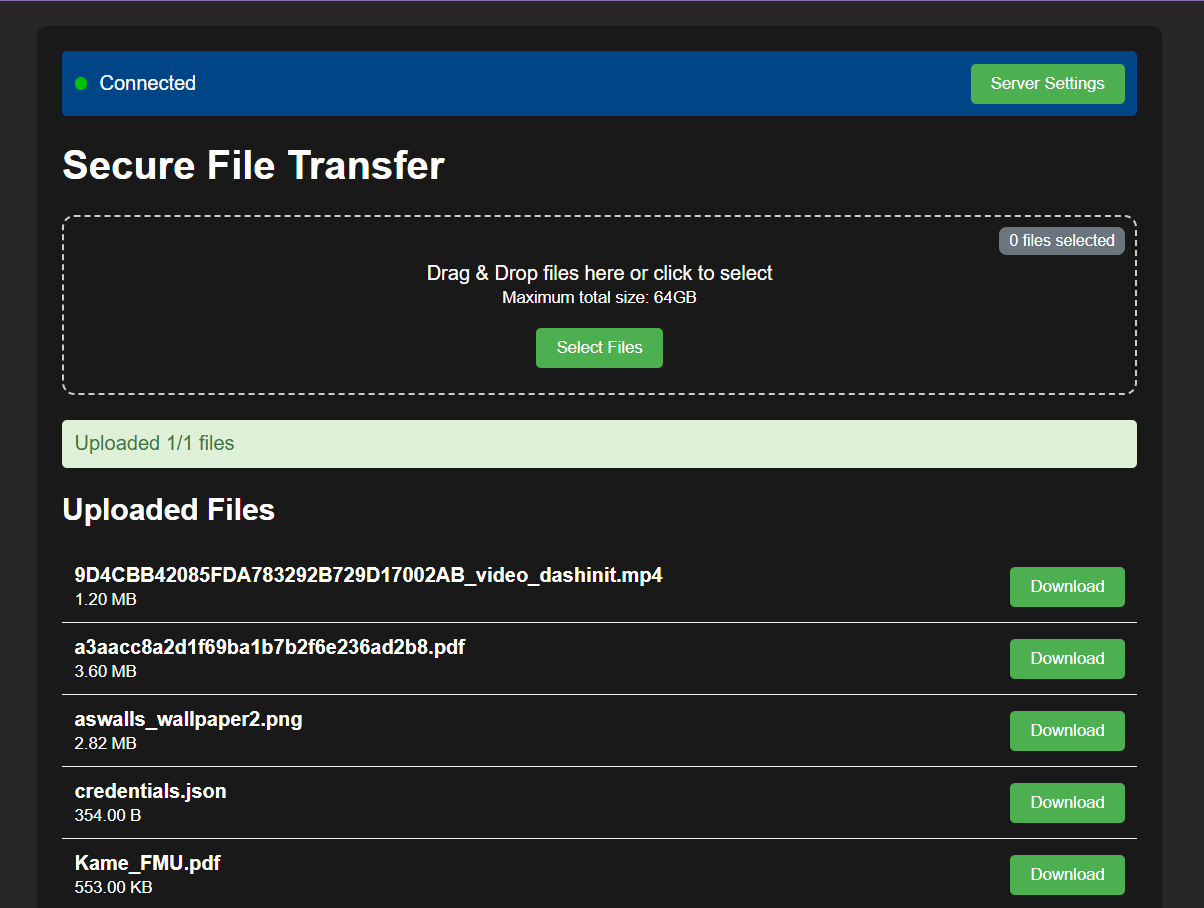 Connected
Server Settings
Secure File Transfer
0 files selected
Drag & Drop files here or click to select
Maximum total size: 64GB
Select Files
Uploaded 1/1 files
Uploaded Files
9D4CBB42085FDA783292B729D17002AB_video_dashinit.mp4
1.20 MB
Download
a3aacc8a2d1f69ba1b7b2f6e236ad2b8.pdf
3.60 MB
Download
aswalls_wallpaper2.png
2.82 MB
Download
credentials.json
354.00 B
Download
Kame_FMU.pdf
553.00 KB
Download